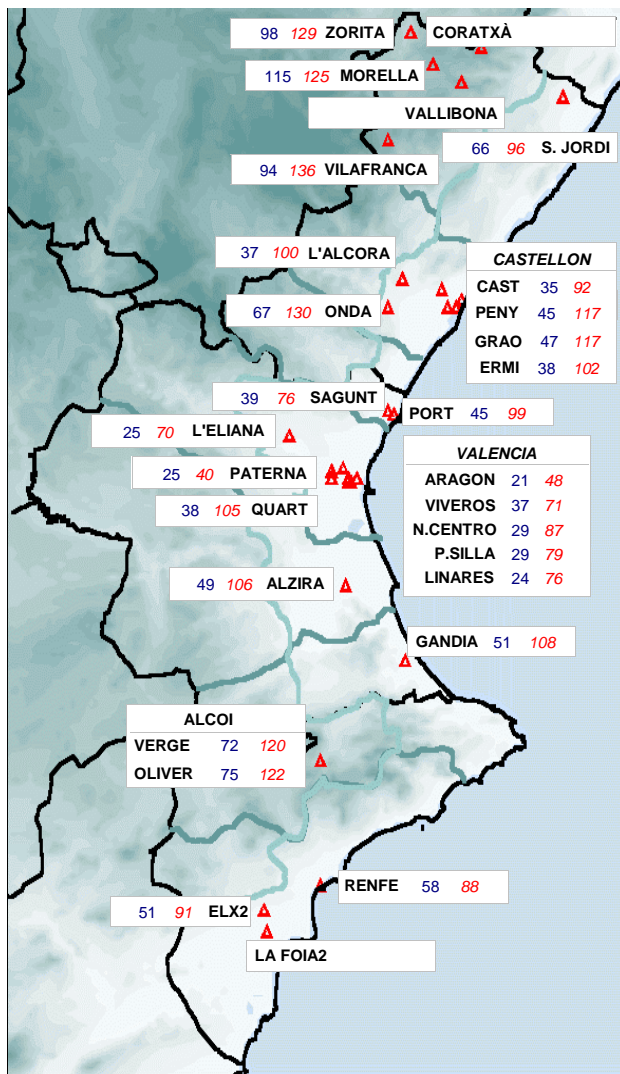 98 129 ZORITA
CORATXÀ
115 125 MORELLA
VALLIBONA
66 96 S. JORDI
94 136 VILAFRANCA
37 100 L'ALCORA
CASTELLON
CAST 35 92
PENY 45 117
GRAO 47 117
ERMI 38 102
67 130 ONDA
39 76 SAGUNT
PORT 45 99
25 70 L'ELIANA
25 40 PATERNA
38 105 QUART
VALENCIA
ARAGON 21 48
VIVEROS 37 71
N.CENTRO 29 87
P.SILLA 29 79
LINARES 24 76
49 106 ALZIRA
GANDIA 51 108
ALCOI
VERGE 72 120
OLIVER 75 122
RENFE 58 88
51 91 ELX2
LA FOIA2